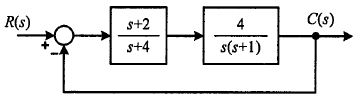 R(s)
+
−
s+2
s+4
4
s(s+1)
C(s)